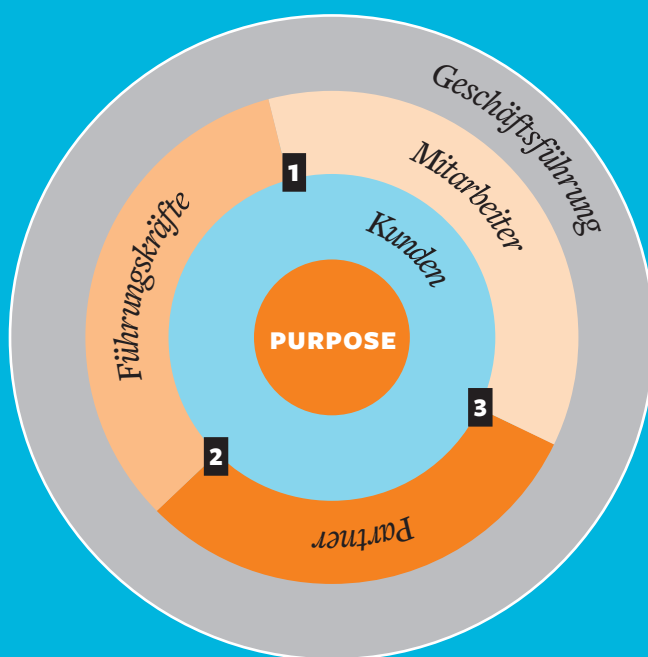 Geschäftsführung
Mitarbeiter
Kunden
Führungskräfte
PURPOSE
Partner
1
2
3